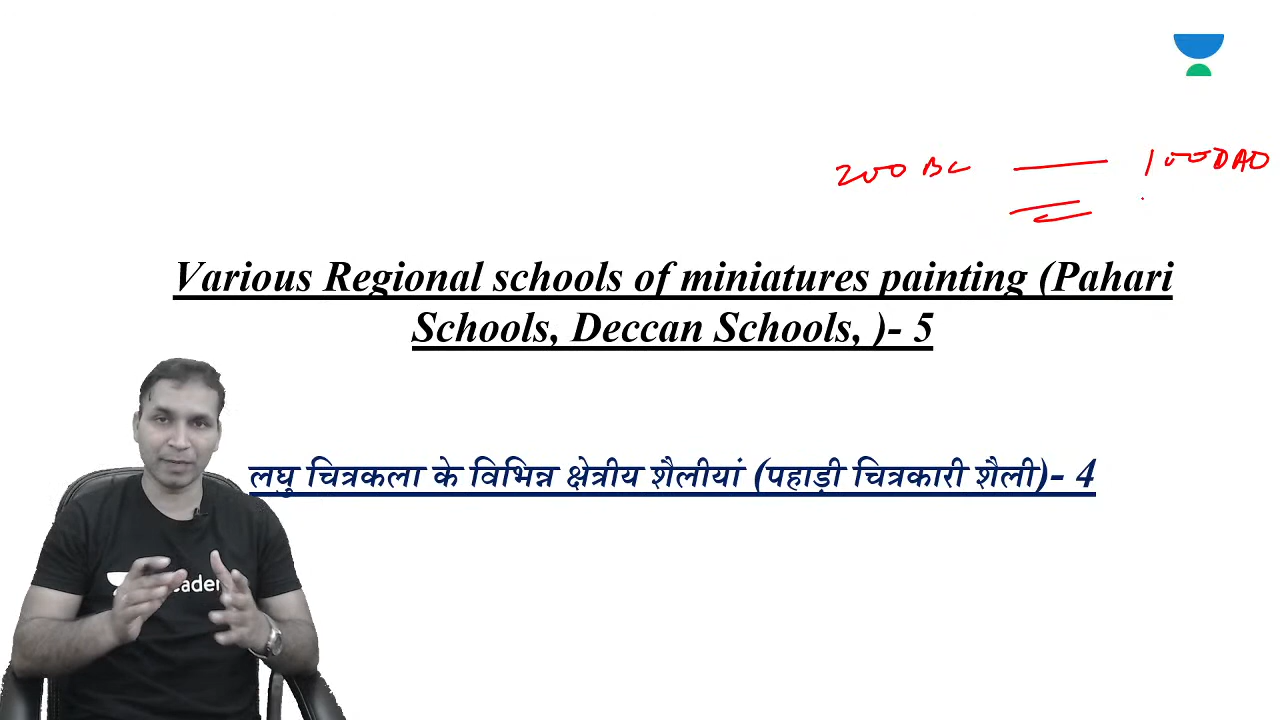 200 BC — 1000 AD
Various Regional schools of miniatures painting (Pahari
Schools, Deccan Schools, )- 5
लघु चित्रकला के विभिन्न क्षेत्रीय शैलीयां (पहाड़ी चित्रकारी शैली)- 4